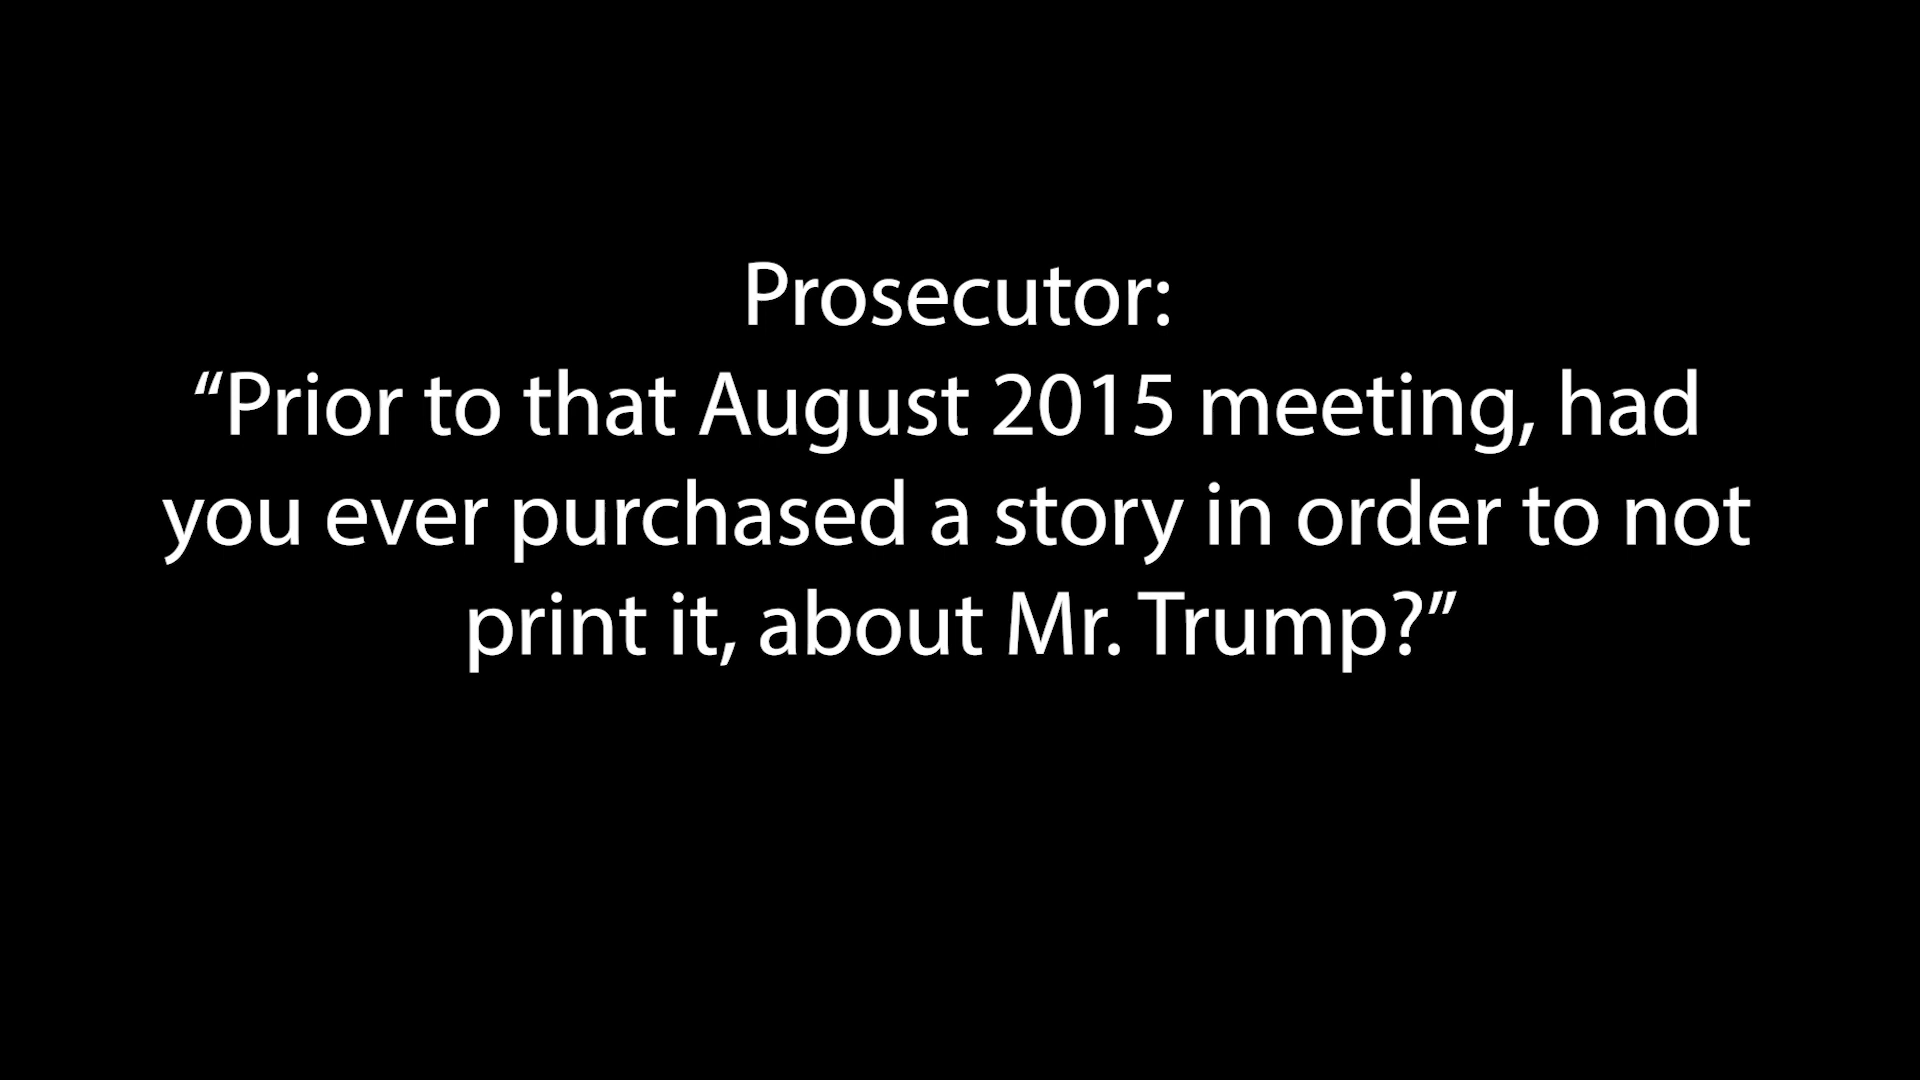 Prosecutor:
“Prior to that August 2015 meeting, had
you ever purchased a story in order to not
print it, about Mr. Trump?”